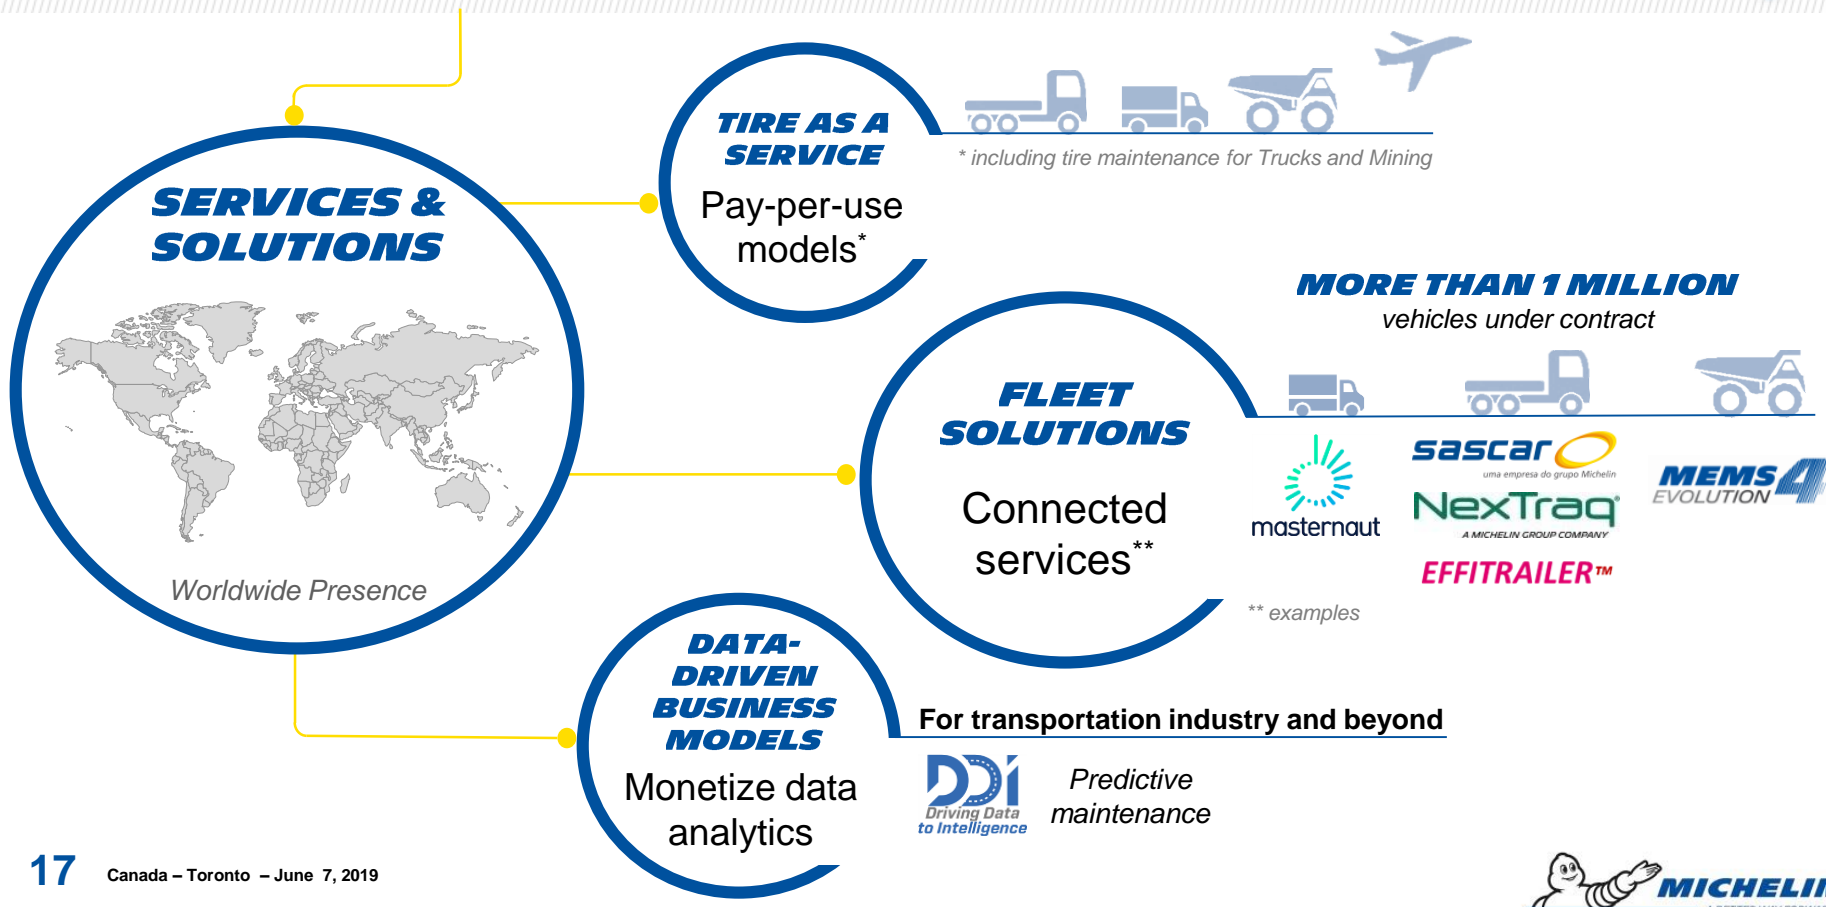 SERVICES &
SOLUTIONS
Worldwide Presence
TIRE AS A
SERVICE
Pay-per-use
models*
* including tire maintenance for Trucks and Mining
FLEET
SOLUTIONS
Connected
services**
MORE THAN 1 MILLION
vehicles under contract
masternaut
sascar
uma empresa do grupo Michelin
NexTraq
A MICHELIN GROUP COMPANY
EFFITRAILER™
MEMS 4
EVOLUTION
** examples
DATA-
DRIVEN
BUSINESS
MODELS
Monetize data
analytics
For transportation industry and beyond
DDi
Driving Data
to Intelligence
Predictive
maintenance
17
Canada – Toronto – June 7, 2019
MICHELIN